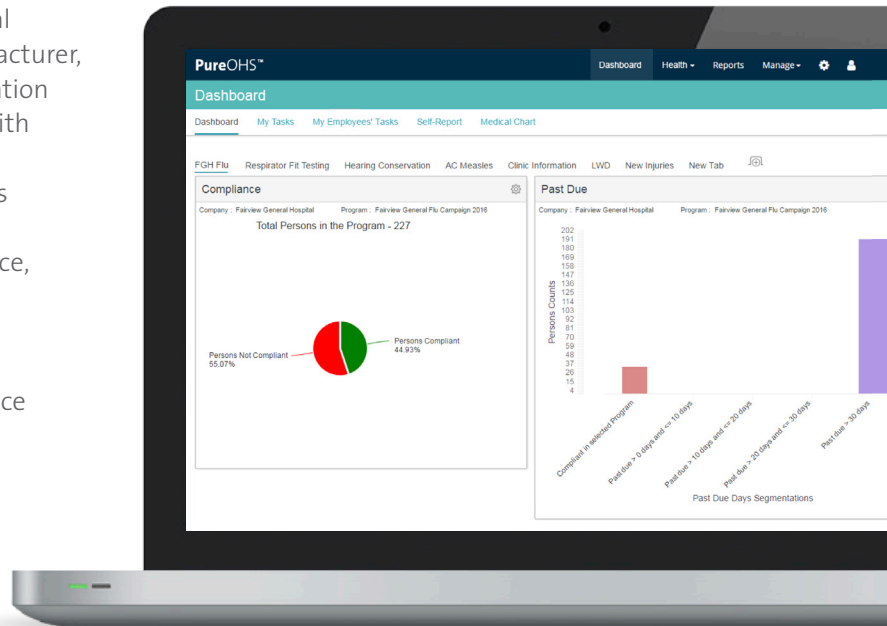 al
acturer,
ation
ith
s
ce,
ce
PureOHS™
Dashboard Health Reports Manage
Dashboard
Dashboard My Tasks My Employees' Tasks Self-Report Medical Chart
FGH Flu Respirator Fit Testing Hearing Conservation AC Measles Clinic Information LWD New Injuries New Tab
Compliance
Company : Fairview General Hospital Program : Fairview General Flu Campaign 2016
Total Persons in the Program - 227
Persons Compliant
44.93%
Persons Not Compliant
55.07%
Past Due
Company : Fairview General Hospital Program : Fairview General Flu Campaign 2016
Persons Counts
202
191
180
169
158
147
136
125
114
103
92
81
70
59
48
37
26
15
4
Compliant in selected Program
Past due > 0 days and <= 10 days
Past due > 10 days and <= 20 days
Past due > 20 days and <= 30 days
Past due > 30 days
Past Due Days Segmentations